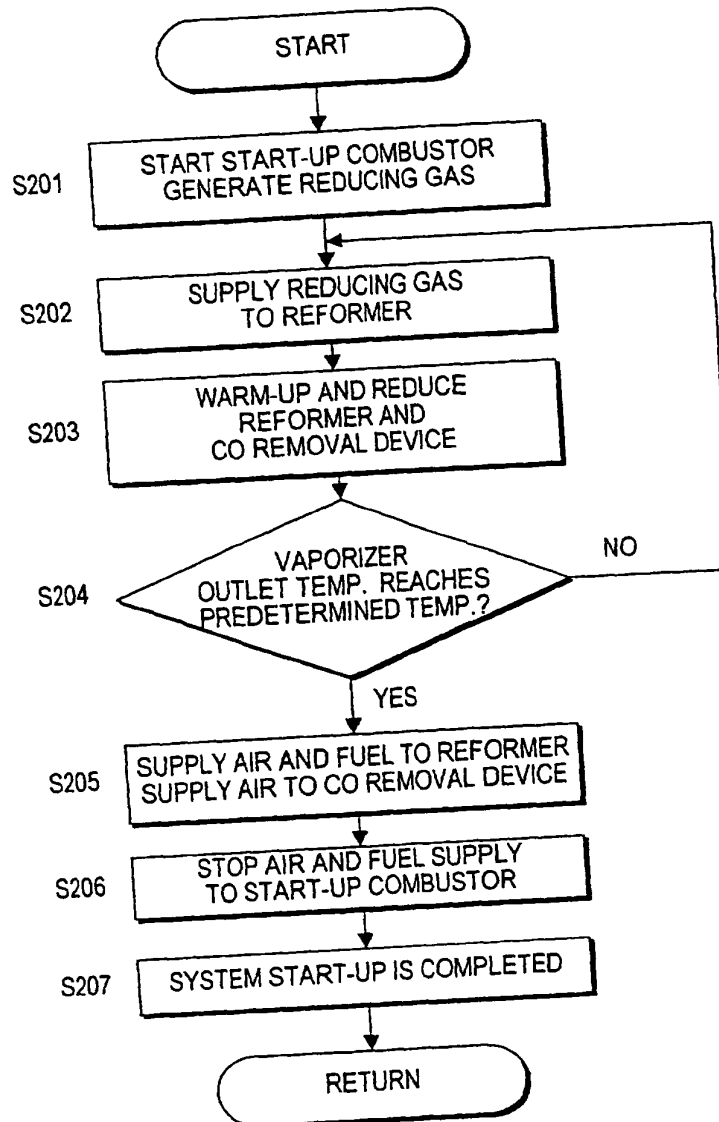 START
S201
START START-UP COMBUSTOR
GENERATE REDUCING GAS
S202
SUPPLY REDUCING GAS
TO REFORMER
S203
WARM-UP AND REDUCE
REFORMER AND
CO REMOVAL DEVICE
S204
VAPORIZER
OUTLET TEMP. REACHES
PREDETERMINED TEMP.?
NO
YES
S205
SUPPLY AIR AND FUEL TO REFORMER
SUPPLY AIR TO CO REMOVAL DEVICE
S206
STOP AIR AND FUEL SUPPLY
TO START-UP COMBUSTOR
S207
SYSTEM START-UP IS COMPLETED
RETURN